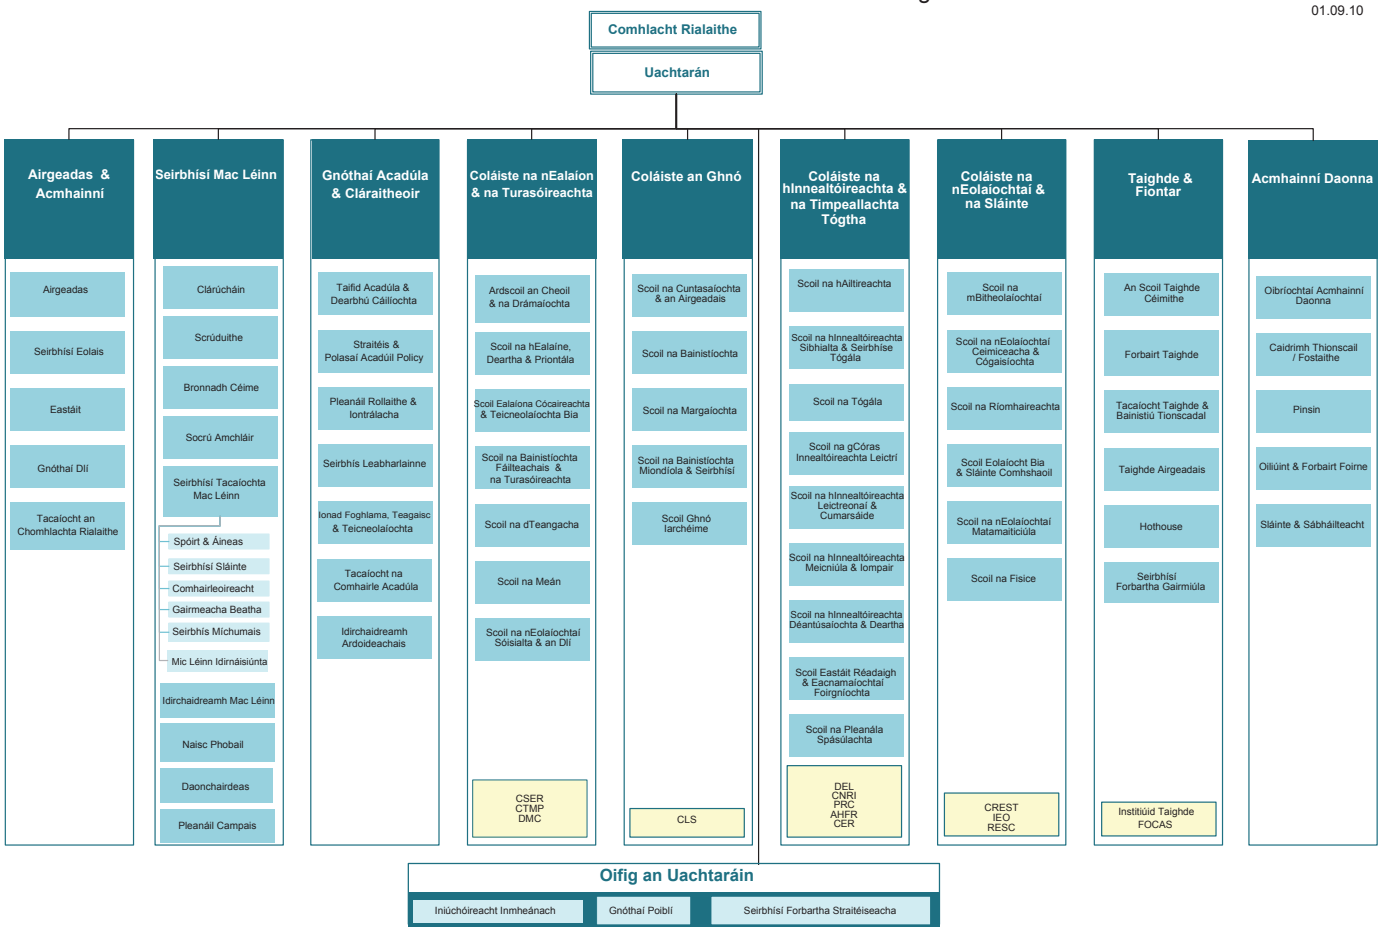 01.09.10
Comhlacht Rialaithe
Uachtarán
Airgeadas &
Acmhainní
Airgeadas
Seirbhísí Eolais
Eastáit
Gnóthaí Dlí
Tacaíocht an
Chomhlachta Rialaithe
Seirbhísí Mac Léinn
Clárúcháin
Scrúduithe
Bronnadh Céime
Socrú Amchláir
Seirbhísí Tacaíochta
Mac Léinn
Spóirt & Áineas
Seirbhísí Sláinte
Comhairleoireacht
Gairmeacha Beatha
Seirbhís Míchumais
Mic Léinn Idirnáisiúnta
Idirchaidreamh Mac Léinn
Naisc Phobail
Daonchairdeas
Pleanáil Campais
Gnóthaí Acadúla
& Cláraitheoir
Taifid Acadúla &
Dearbhú Cáilíochta
Straitéis &
Polasaí Acadúil Policy
Pleanáil Rollaithe &
Iontrálacha
Seirbhís Leabharlainne
Ionad Foghlama, Teagaisc
& Teicneolaíochta
Tacaíocht na
Comhairle Acadúla
Idirchaidreamh
Ardoideachais
Coláiste na nEalaíon
& na Turasóireachta
Ardscoil an Cheoil
& na Drámaíochta
Scoil na hEalaíne,
Deartha & Priontála
Scoil Ealaíona Cócaireachta
& Teicneolaíochta Bia
Scoil na Bainistíochta
Fáilteachais &
na Turasóireachta
Scoil na dTeangacha
Scoil na Meán
Scoil na nEolaíochtaí
Sóisialta & an Dlí
CSER
CTMP
DMC
Coláiste an Ghnó
Scoil na Cuntasaíochta
& an Airgeadais
Scoil na Bainistíochta
Scoil na Margaíochta
Scoil na Bainistíochta
Miondíola & Seirbhísí
Scoil Ghnó
Iarchéime
CLS
Coláiste na
hInnealtóireachta &
na Timpeallachta
Tógtha
Scoil na hAiltireachta
Scoil na hInnealtóireachta
Sibhialta & Seirbhíse
Tógála
Scoil na Tógála
Scoil na gCóras
Innealtóireachta Leictrí
Scoil na hInnealtóireachta
Leictreonaí &
Cumarsáide
Scoil na hInnealtóireachta
Meicniúla & Iompair
Scoil na hInnealtóireachta
Déantúsaíochta & Deartha
Scoil Eastáit Réadaigh
& Eacnamaíochtaí
Foirgníochta
Scoil na Pleanála
Spásúlachta
DEL
CNRI
PRC
AHFR
CER
Coláiste na
nEolaíochtaí &
na Sláinte
Scoil na
mBitheolaíochtaí
Scoil na nEolaíochtaí
Ceimiceacha &
Cógaisíochta
Scoil na Ríomhaireachta
Scoil Eolaíocht Bia
& Sláinte Comhshaoil
Scoil na nEolaíochtaí
Matamaiticiúla
Scoil na Fisice
CREST
IEO
RESC
Taighde &
Fiontar
An Scoil Taighde
Céimithe
Forbairt Taighde
Tacaíocht Taighde &
Bainistiú Tionscadal
Taighde Airgeadais
Hothouse
Seirbhísí
Forbartha Gairmiúla
Institiúid Taighde
FOCAS
Acmhainní Daonna
Oibríochtaí Acmhainní
Daonna
Caidrimh Thionscail
/ Fostaithe
Pinsin
Oiliúint & Forbairt Foirne
Sláinte & Sábháilteacht
Oifig an Uachtaráin
Iniúchóireacht Inmheánach
Gnóthaí Poiblí
Seirbhísí Forbartha Straitéiseacha